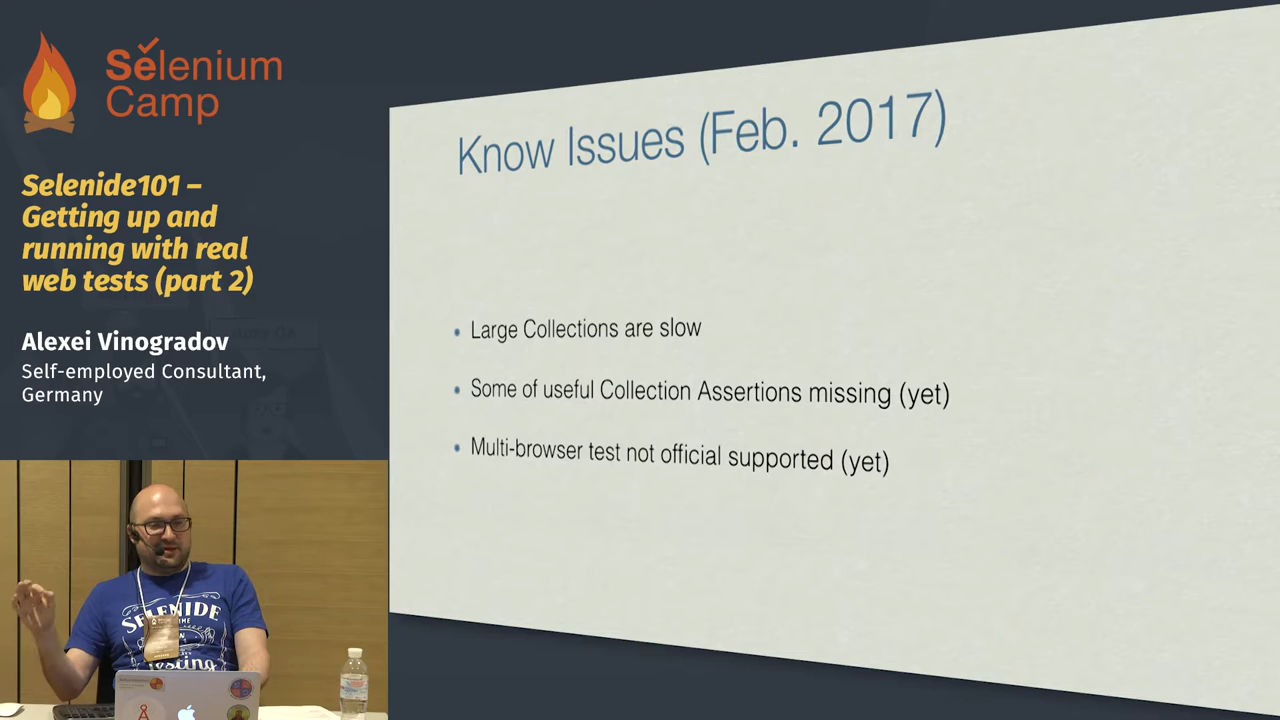 Selenium
Camp
Selenide101 –
Getting up and
running with real
web tests (part 2)
Alexei Vinogradov
Self-employed Consultant,
Germany
Know Issues (Feb. 2017)
• Large Collections are slow
• Some of useful Collection Assertions missing (yet)
• Multi-browser test not official supported (yet)
SELENIDE
Testing